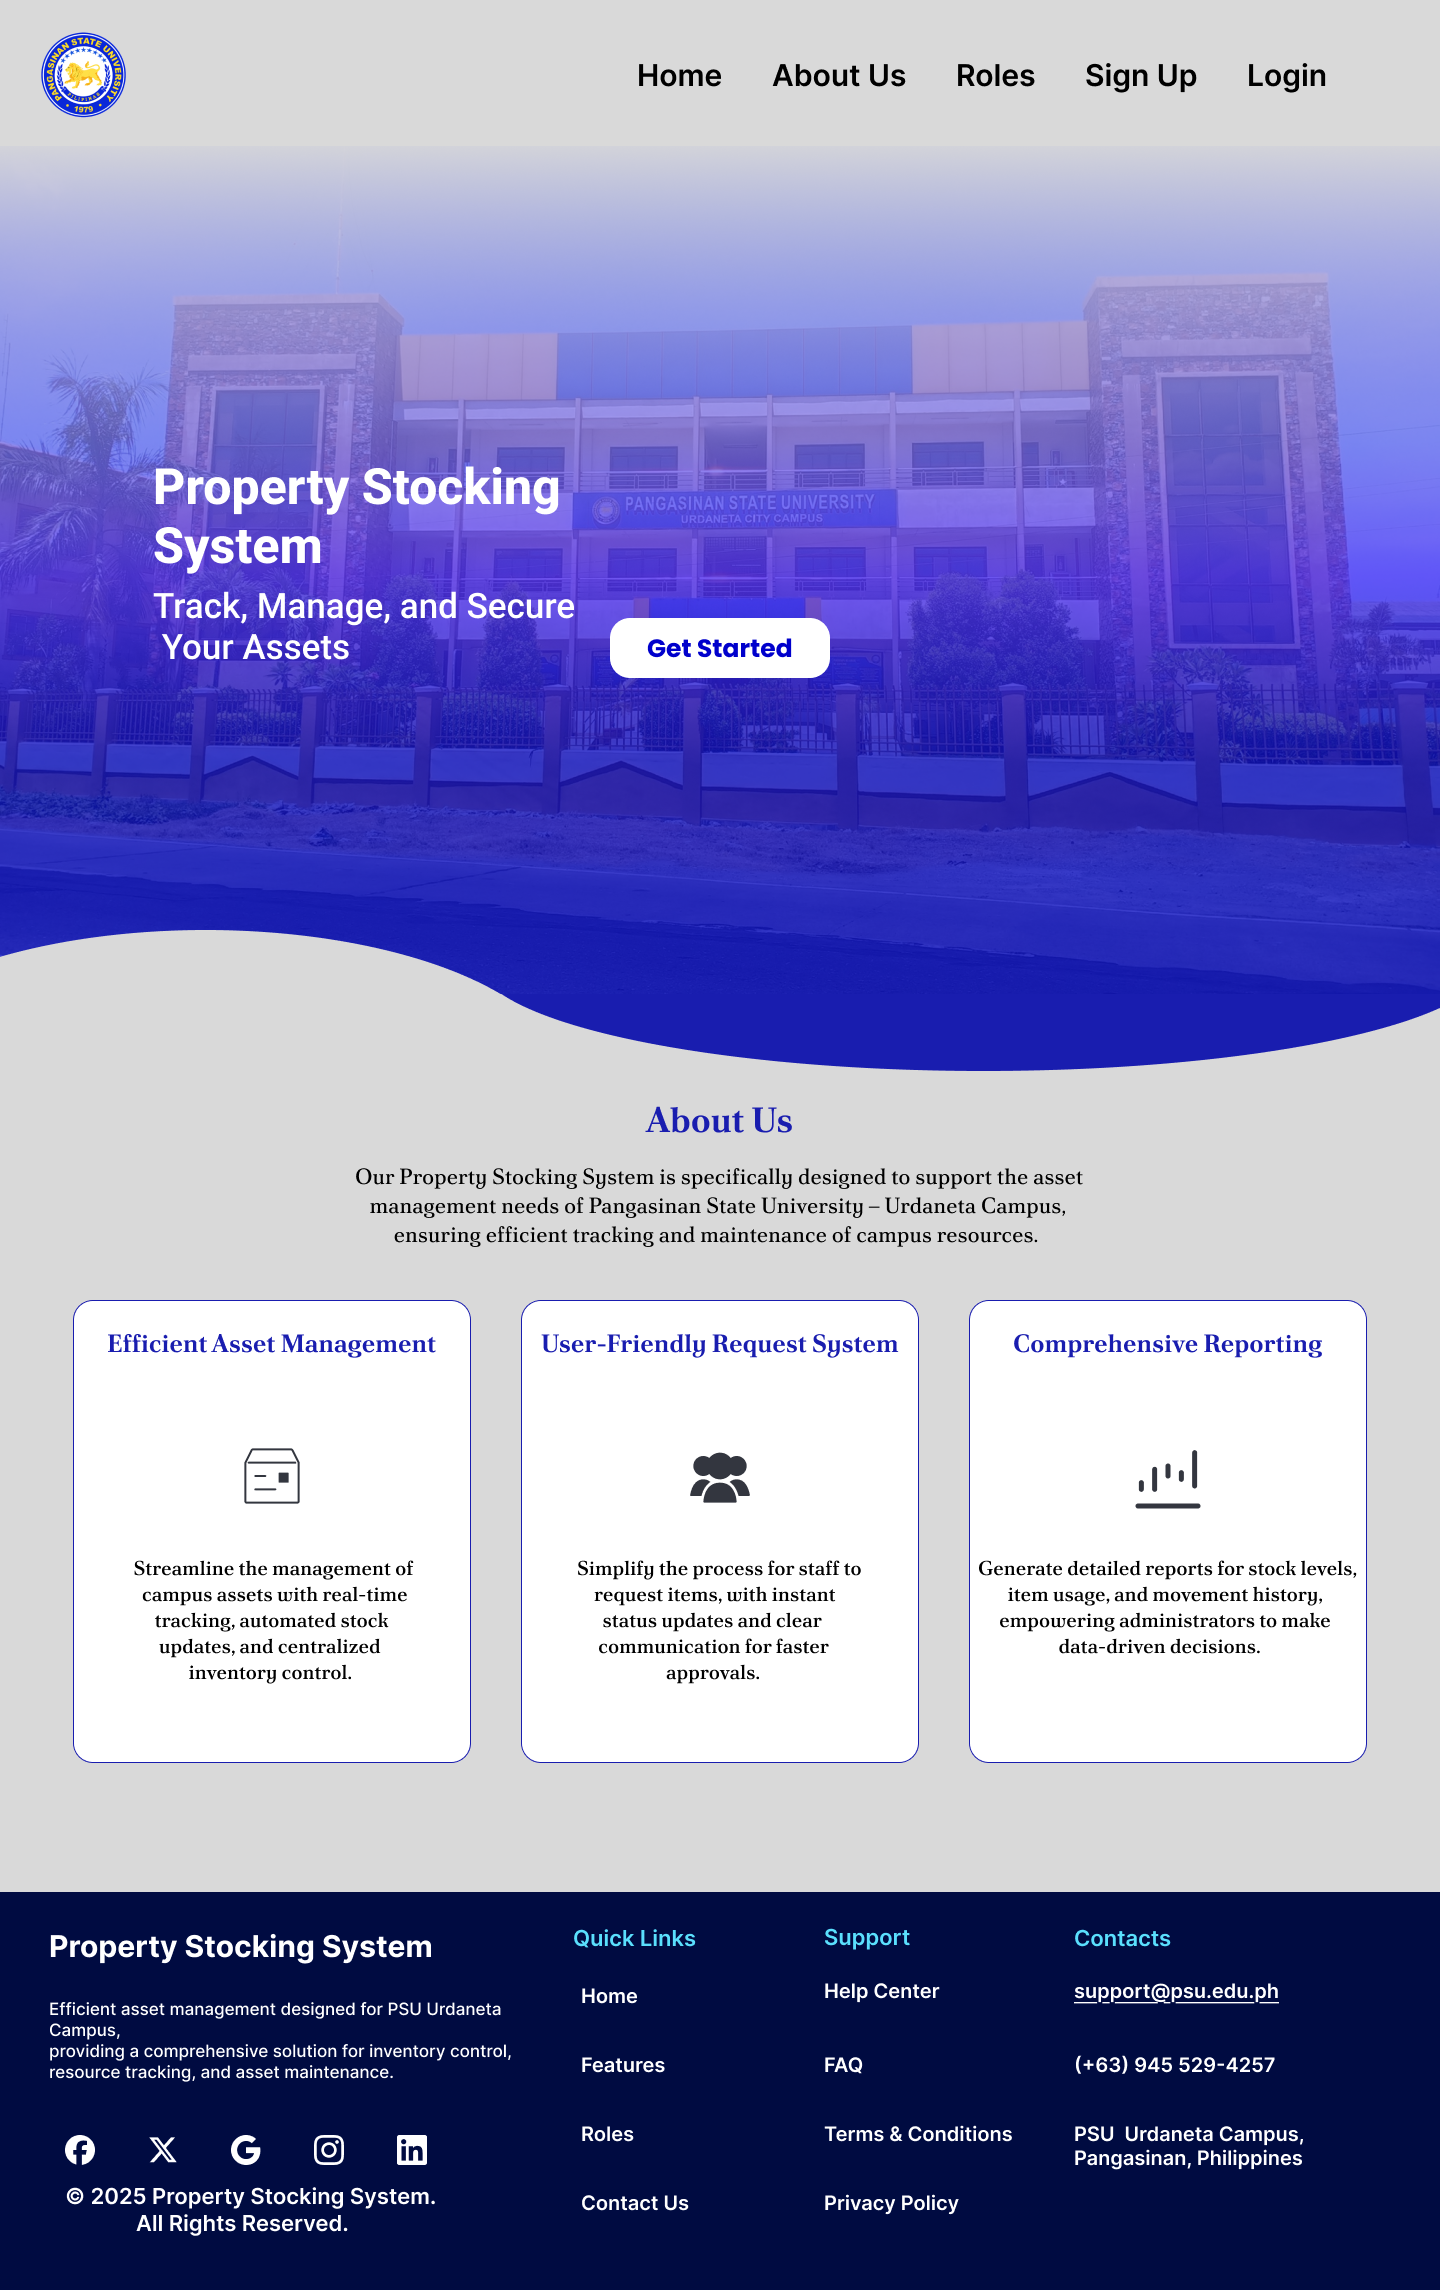 PANGASINAN STATE UNIVERSITY
1979
Home
About Us
Roles
Sign Up
Login
PANGASINAN STATE UNIVERSITY
URDANETA CITY CAMPUS
Property Stocking
System
Track, Manage, and Secure
Your Assets
Get Started
About Us
Our Property Stocking System is specifically designed to support the asset
management needs of Pangasinan State University – Urdaneta Campus,
ensuring efficient tracking and maintenance of campus resources.
Efficient Asset Management
Streamline the management of
campus assets with real-time
tracking, automated stock
updates, and centralized
inventory control.
User-Friendly Request System
Simplify the process for staff to
request items, with instant
status updates and clear
communication for faster
approvals.
Comprehensive Reporting
Generate detailed reports for stock levels,
item usage, and movement history,
empowering administrators to make
data-driven decisions.
Property Stocking System
Efficient asset management designed for PSU Urdaneta
Campus,
providing a comprehensive solution for inventory control,
resource tracking, and asset maintenance.
© 2025 Property Stocking System.
All Rights Reserved.
Quick Links
Home
Features
Roles
Contact Us
Support
Help Center
FAQ
Terms & Conditions
Privacy Policy
Contacts
support@psu.edu.ph
(+63) 945 529-4257
PSU  Urdaneta Campus,
Pangasinan, Philippines